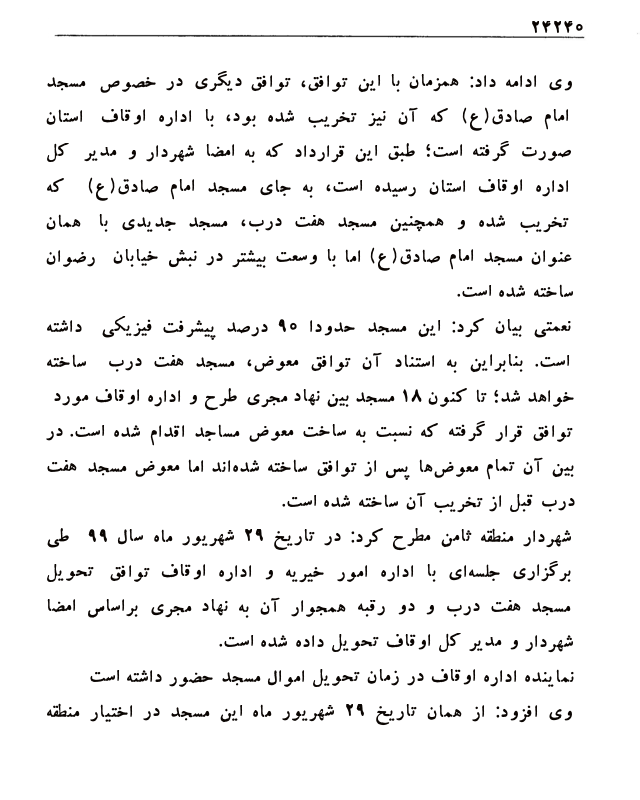 ۲۴۲۴۰
وی ادامه داد: همزمان با این توافق، توافق دیگری در خصوص مسجد
امام صادق(ع) که آن نیز تخریب شده بود، با اداره اوقاف استان
صورت گرفته است؛ طبق این قرارداد که به امضا شهردار و مدیر کل
اداره اوقاف استان رسیده است، به جای مسجد امام صادق(ع) که
تخریب شده و همچنین مسجد هفت درب، مسجد جدیدی با همان
عنوان مسجد امام صادق(ع) اما با وسعت بیشتر در نبش خیابان رضوان
ساخته شده است.
نعمتی بیان کرد: این مسجد حدودا ۹۰ درصد پیشرفت فیزیکی داشته
است. بنابراین به استناد آن توافق معوض، مسجد هفت درب ساخته
خواهد شد؛ تا کنون ۱۸ مسجد بین نهاد مجری طرح و اداره اوقاف مورد
توافق قرار گرفته که نسبت به ساخت معوض مساجد اقدام شده است. در
بین آن تمام معوض‌ها پس از توافق ساخته شده‌اند اما معوض مسجد هفت
درب قبل از تخریب آن ساخته شده است.
شهردار منطقه ثامن مطرح کرد: در تاریخ ۲۹ شهریور ماه سال ۹۹ طی
برگزاری جلسه‌ای با اداره امور خیریه و اداره اوقاف توافق تحویل
مسجد هفت درب و دو رقبه همجوار آن به نهاد مجری براساس امضا
شهردار و مدیر کل اوقاف تحویل داده شده است.
نماینده اداره اوقاف در زمان تحویل اموال مسجد حضور داشته است
وی افزود: از همان تاریخ ۲۹ شهریور ماه این مسجد در اختیار منطقه